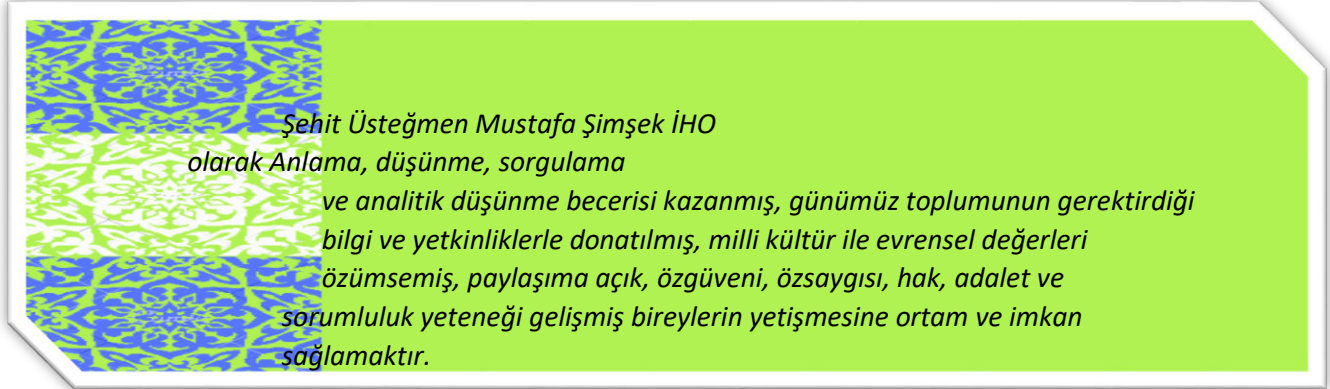 Şehit Üsteğmen Mustafa Şimşek İHO
olarak Anlama, düşünme, sorgulama
ve analitik düşünme becerisi kazanmış, günümüz toplumunun gerektirdiği
bilgi ve yetkinliklerle donatılmış, milli kültür ile evrensel değerleri
özümsemiş, paylaşıma açık, özgüveni, özsaygısı, hak, adalet ve
sorumluluk yeteneği gelişmiş bireylerin yetişmesine ortam ve imkan
sağlamaktır.